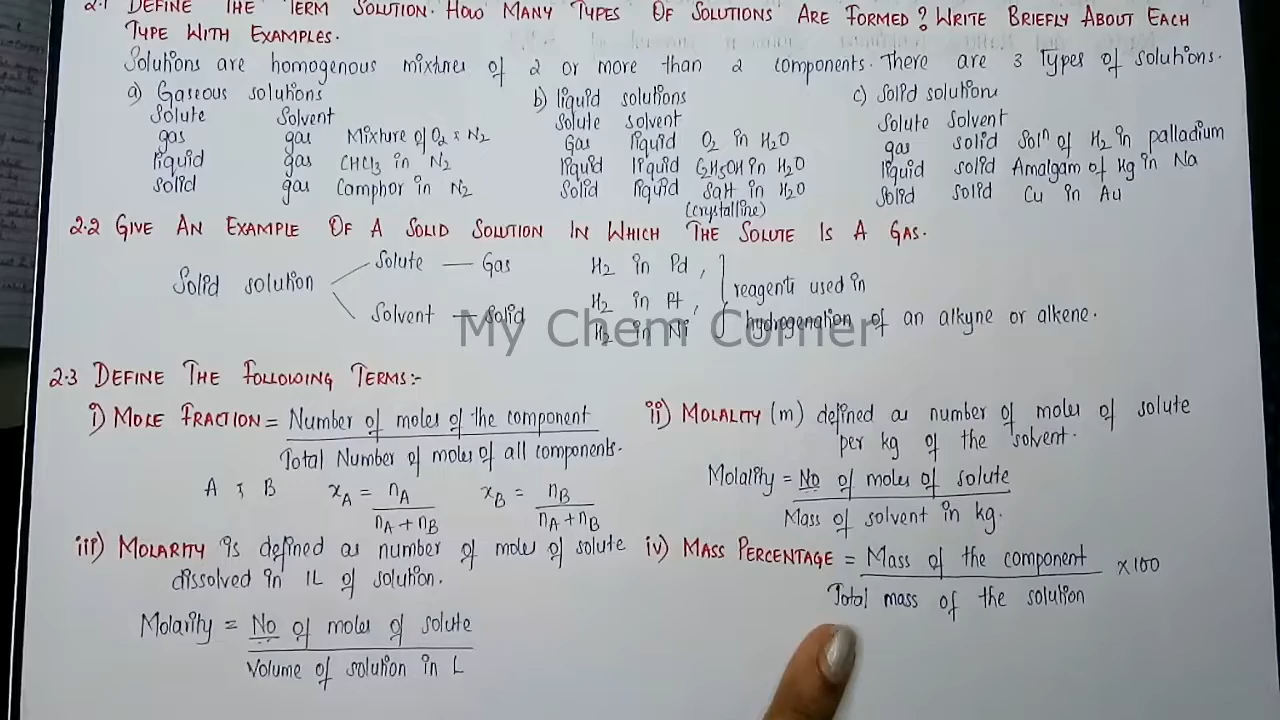 2.1 DEFINE THE TERM SOLUTION. HOW MANY TYPES OF SOLUTIONS ARE FORMED? WRITE BRIEFLY ABOUT EACH
TYPE WITH EXAMPLES.
Solutions are homogenous mixtures of 2 or more than 2 components. There are 3 Types of solutions.
a) Gaseous solutions
Solute Solvent
gas gas Mixture of O₂ & N₂
liquid gas CHCl₃ in N₂
Solid gas Camphor in N₂
b) liquid solutions
Solute solvent
Gas liquid O₂ in H₂O
liquid liquid C₂H₅OH in H₂O
Solid liquid Salt in H₂O
(crystalline)
c) Solid solution
Solute Solvent
gas solid Solⁿ of H₂ in palladium
liquid solid Amalgam of Hg in Na
Solid solid Cu in Au
2.2 GIVE AN EXAMPLE OF A SOLID SOLUTION IN WHICH THE SOLUTE IS A GAS.
Solid solution
Solute — Gas
Solvent — Solid
H₂ in Pd,
H₂ in Pt,
H₂ in Ni
reagents used in
hydrogenation of an alkyne or alkene.
My Chem Corner
2.3 DEFINE THE FOLLOWING TERMS:-
i) MOLE FRACTION = Number of moles of the component
Total Number of moles of all components.
A & B xA = nA xB = nB
nA + nB nA + nB
ii) MOLALITY (m) defined as number of moles of solute
per kg of the solvent.
Molality = No of moles of solute
Mass of solvent in kg.
iii) MOLARITY is defined as number of moles of solute
dissolved in 1L of solution.
Molarity = No of moles of solute
Volume of solution in L
iv) MASS PERCENTAGE = Mass of the component ×100
Total mass of the solution